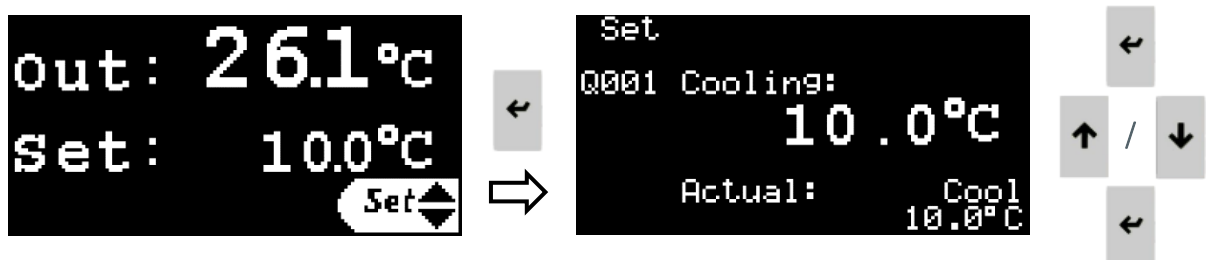 Out: 26.1°C
Set: 10.0°C
Set
Set
Q001 Cooling:
10.0°C
Actual: Cool
10.0°C
/